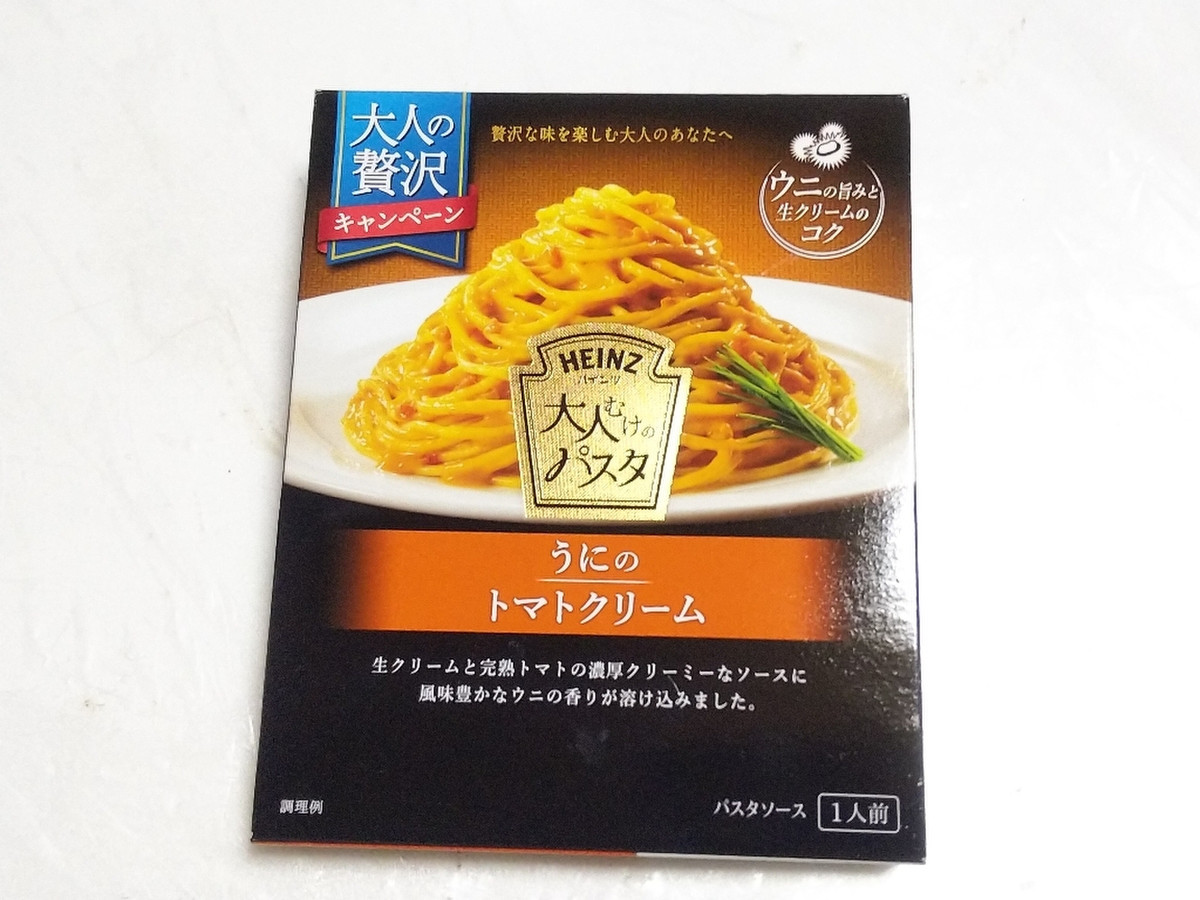 大人の
贅沢
キャンペーン
贅沢な味を楽しむ大人のあなたへ
ウニの旨みと
生クリームの
コク
HEINZ
ハインツ
大人むけの
パスタ
うにの
トマトクリーム
生クリームと完熟トマトの濃厚クリーミーなソースに
風味豊かなウニの香りが溶け込みました。
調理例
パスタソース 1人前